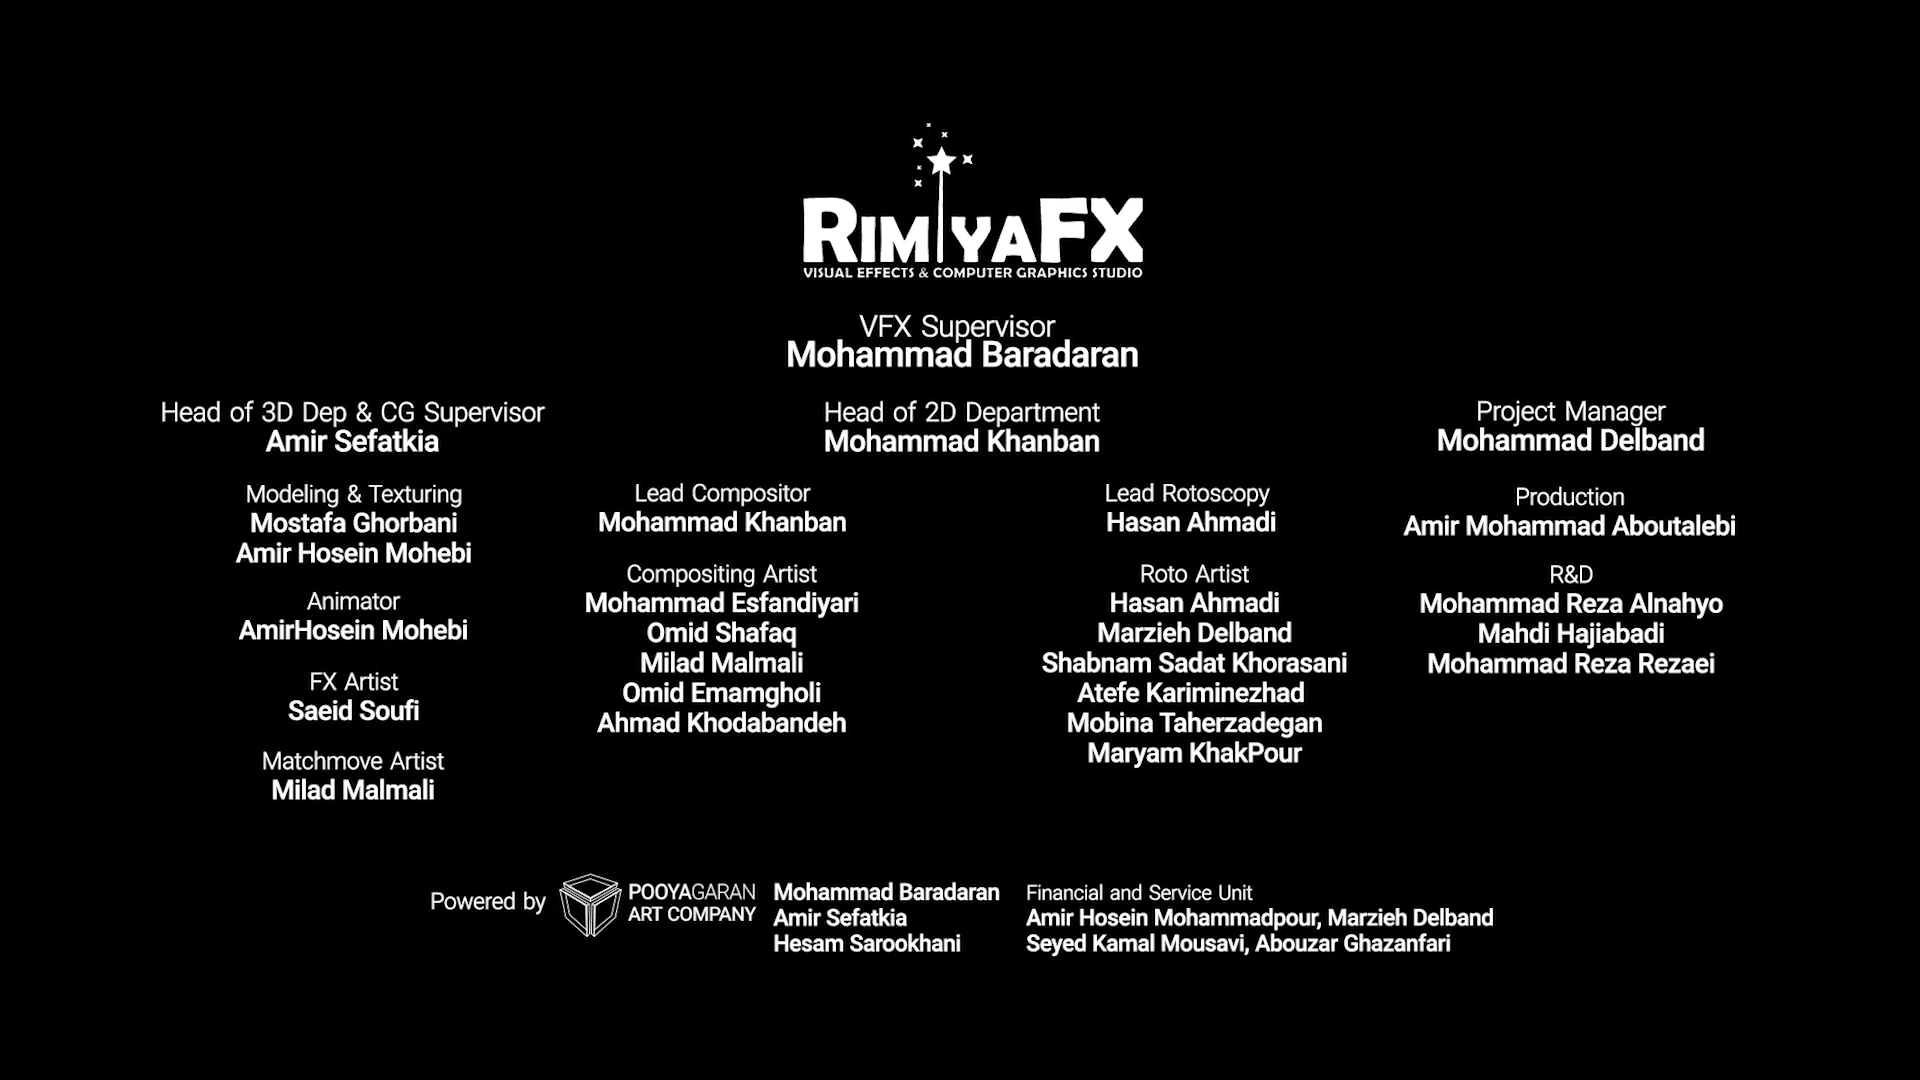 RIMIYAFX
VISUAL EFFECTS & COMPUTER GRAPHICS STUDIO
VFX Supervisor
Mohammad Baradaran
Head of 3D Dep & CG Supervisor
Amir Sefatkia
Modeling & Texturing
Mostafa Ghorbani
Amir Hosein Mohebi
Animator
AmirHosein Mohebi
FX Artist
Saeid Soufi
Matchmove Artist
Milad Malmali
Head of 2D Department
Mohammad Khanban
Lead Compositor
Mohammad Khanban
Compositing Artist
Mohammad Esfandiyari
Omid Shafaq
Milad Malmali
Omid Emamgholi
Ahmad Khodabandeh
Lead Rotoscopy
Hasan Ahmadi
Roto Artist
Hasan Ahmadi
Marzieh Delband
Shabnam Sadat Khorasani
Atefe Kariminezhad
Mobina Taherzadegan
Maryam KhakPour
Project Manager
Mohammad Delband
Production
Amir Mohammad Aboutalebi
R&D
Mohammad Reza Alnahyo
Mahdi Hajiabadi
Mohammad Reza Rezaei
Powered by
POOYAGARAN
ART COMPANY
Mohammad Baradaran
Amir Sefatkia
Hesam Sarookhani
Financial and Service Unit
Amir Hosein Mohammadpour, Marzieh Delband
Seyed Kamal Mousavi, Abouzar Ghazanfari